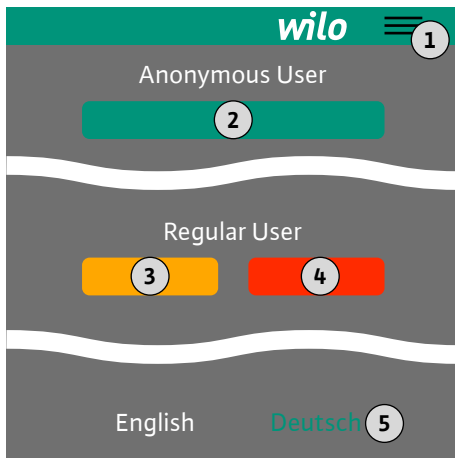 wilo
1
Anonymous User
2
Regular User
3 4
English Deutsch 5